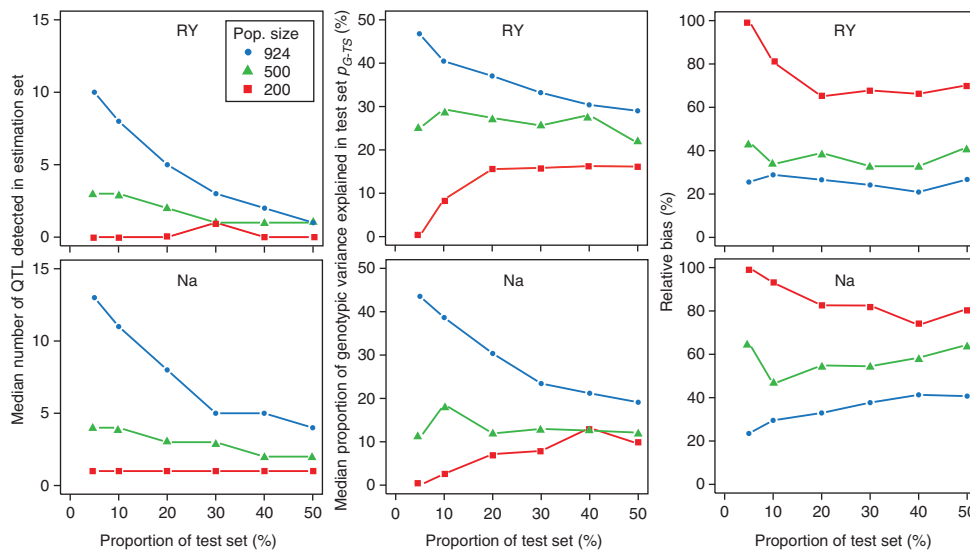 Median number of QTL detected in estimation set
15
10
5
0
RY
Pop. size
924
500
200
15
10
5
0
Na
0 10 20 30 40 50
Proportion of test set (%)
Median proportion of genotypic variance explained in test set pG-TS (%)
50
40
30
20
10
0
RY
50
40
30
20
10
0
Na
0 10 20 30 40 50
Proportion of test set (%)
Relative bias (%)
100
80
60
40
20
0
RY
100
80
60
40
20
0
Na
0 10 20 30 40 50
Proportion of test set (%)